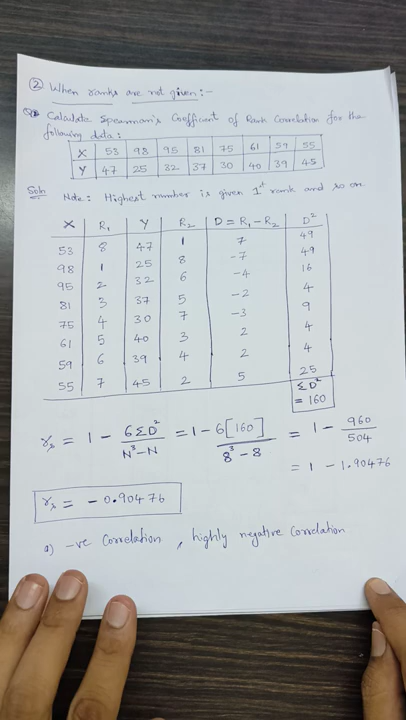 ② When ranks are not given:-
Q: Calculate Spearman's Coefficient of Rank Correlation for the
following data:
X 53 98 95 81 75 61 59 55
Y 47 25 32 37 30 40 39 45
Soln Note: Highest number is given 1st rank and so on
X R₁ Y R₂ D = R₁ - R₂ D²
53 8 47 1 7 49
98 1 25 8 -7 49
95 2 32 6 -4 16
81 3 37 5 -2 4
75 4 30 7 -3 9
61 5 40 3 2 4
59 6 39 4 2 4
55 7 45 2 5 25
ΣD²
= 160
rₛ = 1 - 6ΣD² / N³-N = 1 - 6[160] / 8³ - 8 = 1 - 960 / 504
= 1 - 1.90476
rₛ = -0.90476
a) -ve Correlation, highly negative Correlation